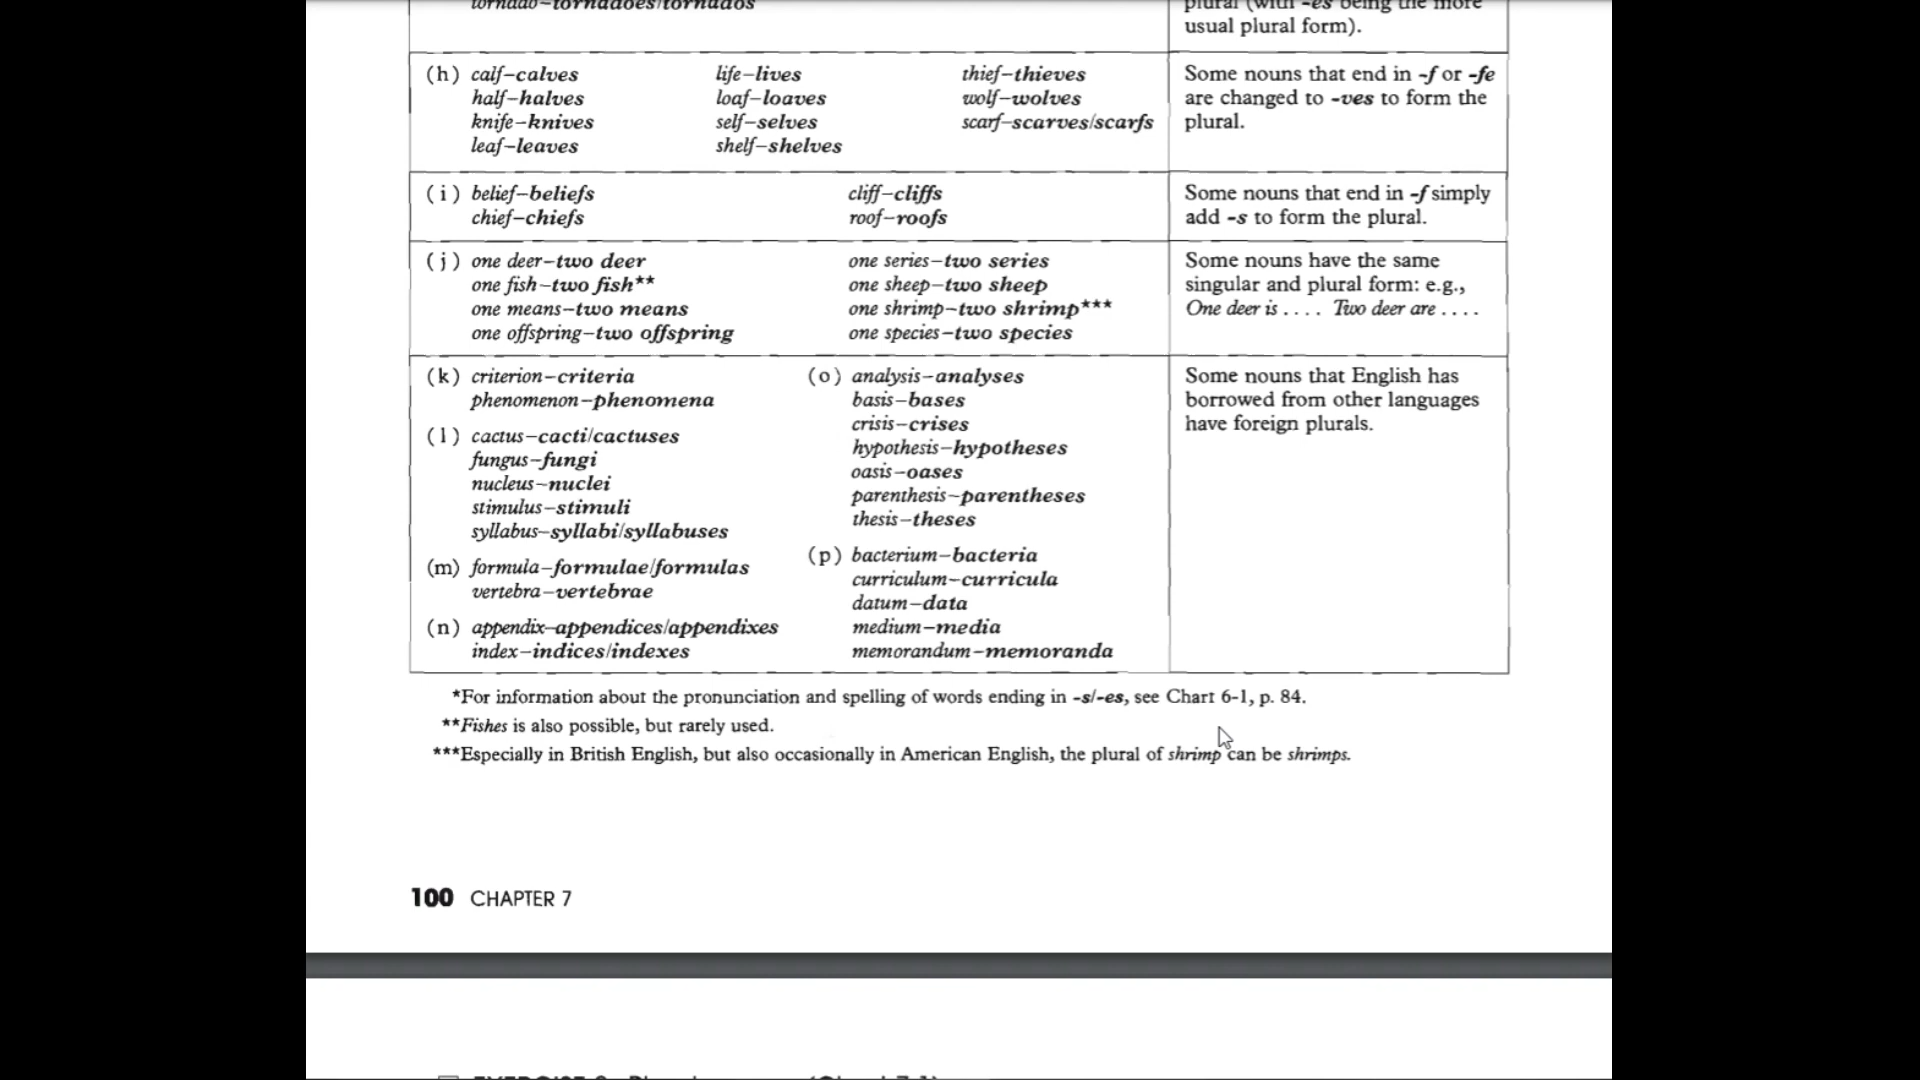 tornado–tornadoes/tornados
plural (with -es being the more
usual plural form).
(h) calf–calves life–lives thief–thieves
half–halves loaf–loaves wolf–wolves
knife–knives self–selves scarf–scarves/scarfs
leaf–leaves shelf–shelves
Some nouns that end in -f or -fe
are changed to -ves to form the
plural.
(i) belief–beliefs cliff–cliffs
chief–chiefs roof–roofs
Some nouns that end in -f simply
add -s to form the plural.
(j) one deer–two deer one series–two series
one fish–two fish** one sheep–two sheep
one means–two means one shrimp–two shrimp***
one offspring–two offspring one species–two species
Some nouns have the same
singular and plural form: e.g.,
One deer is . . . . Two deer are . . . .
(k) criterion–criteria
phenomenon–phenomena
(l) cactus–cacti/cactuses
fungus–fungi
nucleus–nuclei
stimulus–stimuli
syllabus–syllabi/syllabuses
(m) formula–formulae/formulas
vertebra–vertebrae
(n) appendix–appendices/appendixes
index–indices/indexes
(o) analysis–analyses
basis–bases
crisis–crises
hypothesis–hypotheses
oasis–oases
parenthesis–parentheses
thesis–theses
(p) bacterium–bacteria
curriculum–curricula
datum–data
medium–media
memorandum–memoranda
Some nouns that English has
borrowed from other languages
have foreign plurals.
*For information about the pronunciation and spelling of words ending in -s/-es, see Chart 6-1, p. 84.
**Fishes is also possible, but rarely used.
***Especially in British English, but also occasionally in American English, the plural of shrimp can be shrimps.
100 CHAPTER 7